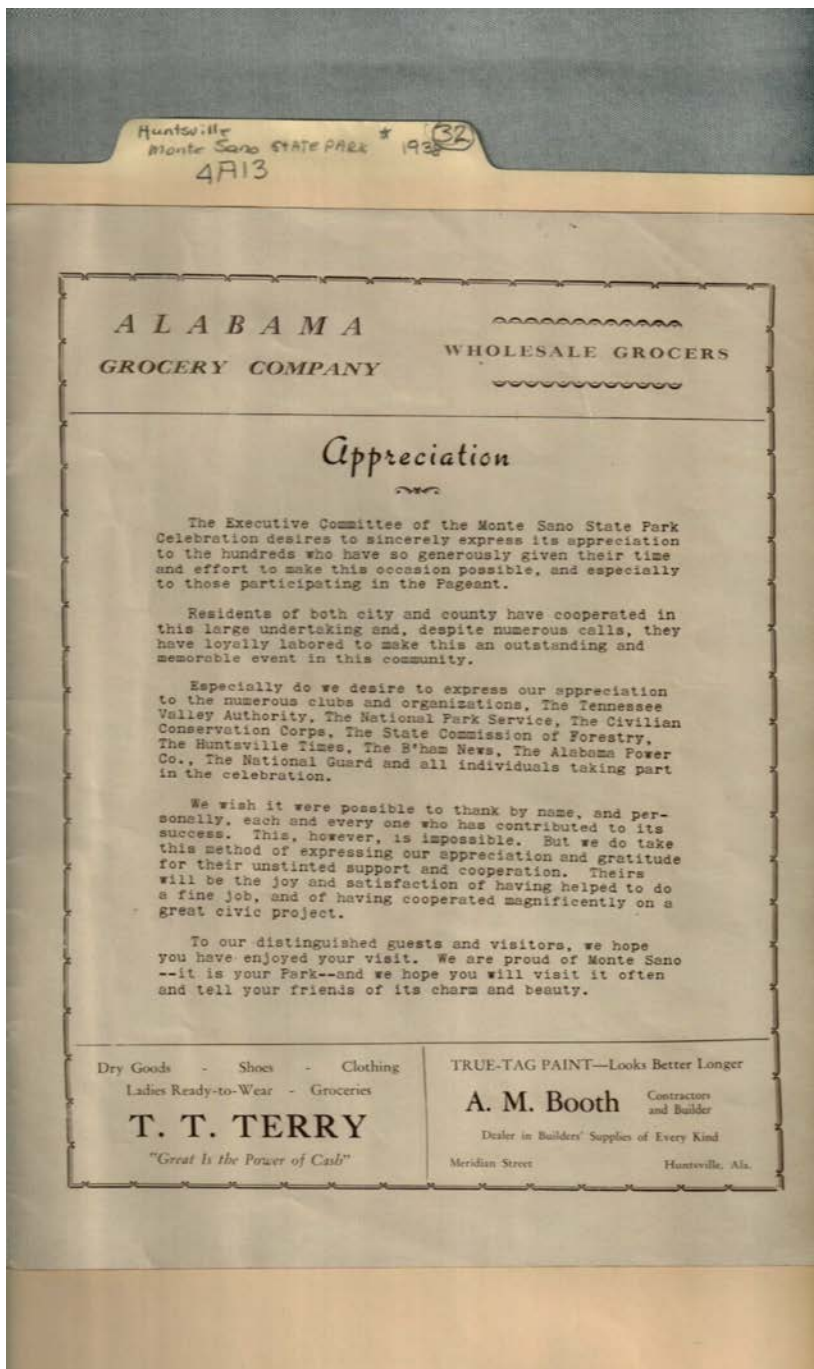 Huntsville
Monte Sano STATE PARK * 1938 32
4A13
ALABAMA
GROCERY COMPANY
WHOLESALE GROCERS
Appreciation
The Executive Committee of the Monte Sano State Park
Celebration desires to sincerely express its appreciation
to the hundreds who have so generously given their time
and effort to make this occasion possible, and especially
to those participating in the Pageant.
Residents of both city and county have cooperated in
this large undertaking and, despite numerous calls, they
have loyally labored to make this an outstanding and
memorable event in this community.
Especially do we desire to express our appreciation
to the numerous clubs and organizations, The Tennessee
Valley Authority, The National Park Service, The Civilian
Conservation Corps, The State Commission of Forestry,
The Huntsville Times, The B'ham News, The Alabama Power
Co., The National Guard and all individuals taking part
in the celebration.
We wish it were possible to thank by name, and per-
sonally, each and every one who has contributed to its
success. This, however, is impossible. But we do take
this method of expressing our appreciation and gratitude
for their unstinted support and cooperation. Theirs
will be the joy and satisfaction of having helped to do
a fine job, and of having cooperated magnificently on a
great civic project.
To our distinguished guests and visitors, we hope
you have enjoyed your visit. We are proud of Monte Sano
--it is your Park--and we hope you will visit it often
and tell your friends of its charm and beauty.
Dry Goods - Shoes - Clothing
Ladies Ready-to-Wear - Groceries
T. T. TERRY
"Great Is the Power of Cash"
TRUE-TAG PAINT—Looks Better Longer
A. M. Booth Contractors
and Builder
Dealer in Builders' Supplies of Every Kind
Meridian Street Huntsville, Ala.